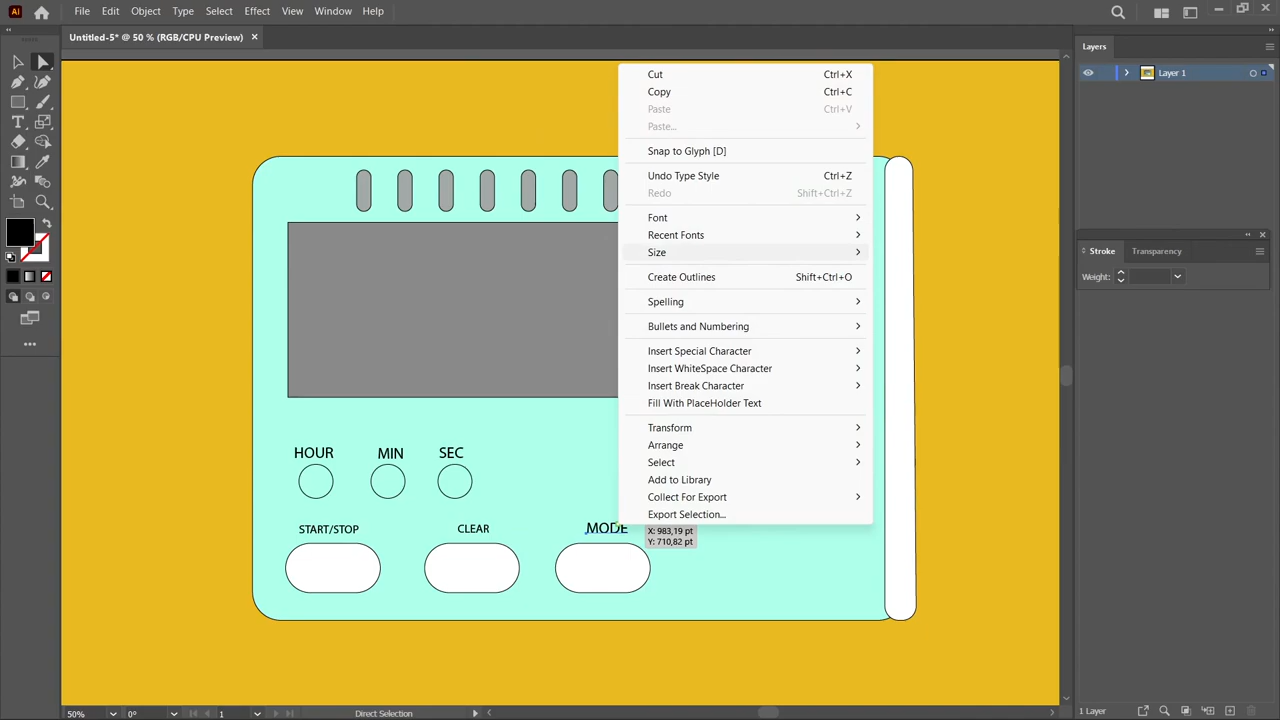 Ai
File Edit Object Type Select Effect View Window Help
Untitled-5* @ 50 % (RGB/CPU Preview)
Layers
Layer 1
Cut Ctrl+X
Copy Ctrl+C
Paste Ctrl+V
Paste...
Snap to Glyph [D]
Undo Type Style Ctrl+Z
Redo Shift+Ctrl+Z
Font
Recent Fonts
Size
Create Outlines Shift+Ctrl+O
Spelling
Bullets and Numbering
Insert Special Character
Insert WhiteSpace Character
Insert Break Character
Fill With PlaceHolder Text
Transform
Arrange
Select
Add to Library
Collect For Export
Export Selection...
Stroke Transparency
Weight:
HOUR MIN SEC
START/STOP CLEAR MODE
X: 983,19 pt
Y: 710,82 pt
50% 0° 1 Direct Selection
1 Layer